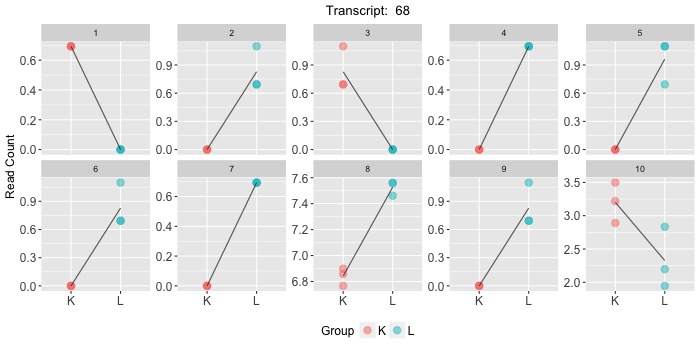 Transcript: 68
1 2 3 4 5
0.6 0.4 0.2 0.0
0.9 0.6 0.3 0.0
0.9 0.6 0.3 0.0
0.6 0.4 0.2 0.0
0.9 0.6 0.3 0.0
Read Count
6 7 8 9 10
0.9 0.6 0.3 0.0
0.6 0.4 0.2 0.0
7.6 7.4 7.2 7.0 6.8
0.9 0.6 0.3 0.0
3.5 3.0 2.5 2.0
K L K L K L K L K L
Group K L